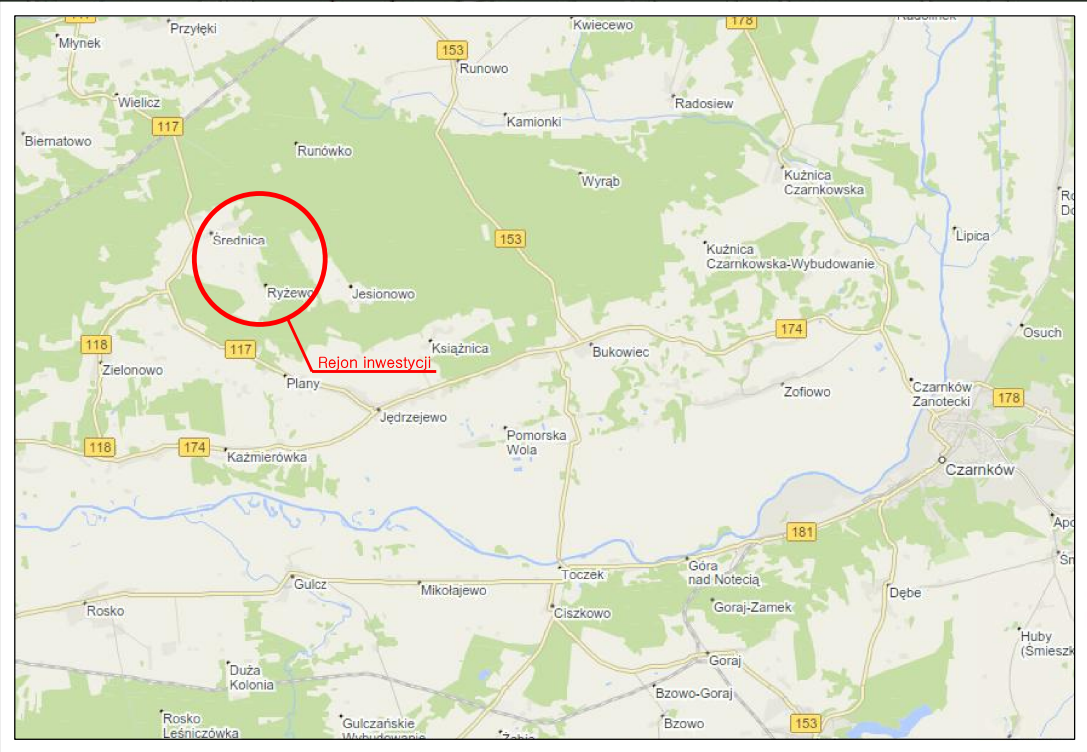 178
Przyłęki
Kwiecewo
Młynek
153
Runowo
Wielicz
Radosiew
117
Kamionki
Biernatowo
Runówko
Kuźnica
Czarnkowska
Wyrąb
Średnica
153
Lipica
Kuźnica
Czarnkowska-Wybudowanie
Ryżewo
Jesionowo
174
Osuch
118
117
Książnica
Bukowiec
Rejon inwestycji
Zielonowo
Plany
Zofiowo
Czarnków
Zanotecki
178
Jędrzejewo
Pomorska
Wola
118
174
Kaźmierówka
Czarnków
181
Góra
nad Notecią
Toczek
Gulcz
Mikołajewo
Dębe
Rosko
Ciszkowo
Goraj-Zamek
Huby
(Śmieszk
Goraj
Duża
Kolonia
Bzowo-Goraj
Rosko
Leśniczówka
Gulczańskie
Wybudowanie
Bzowo
153